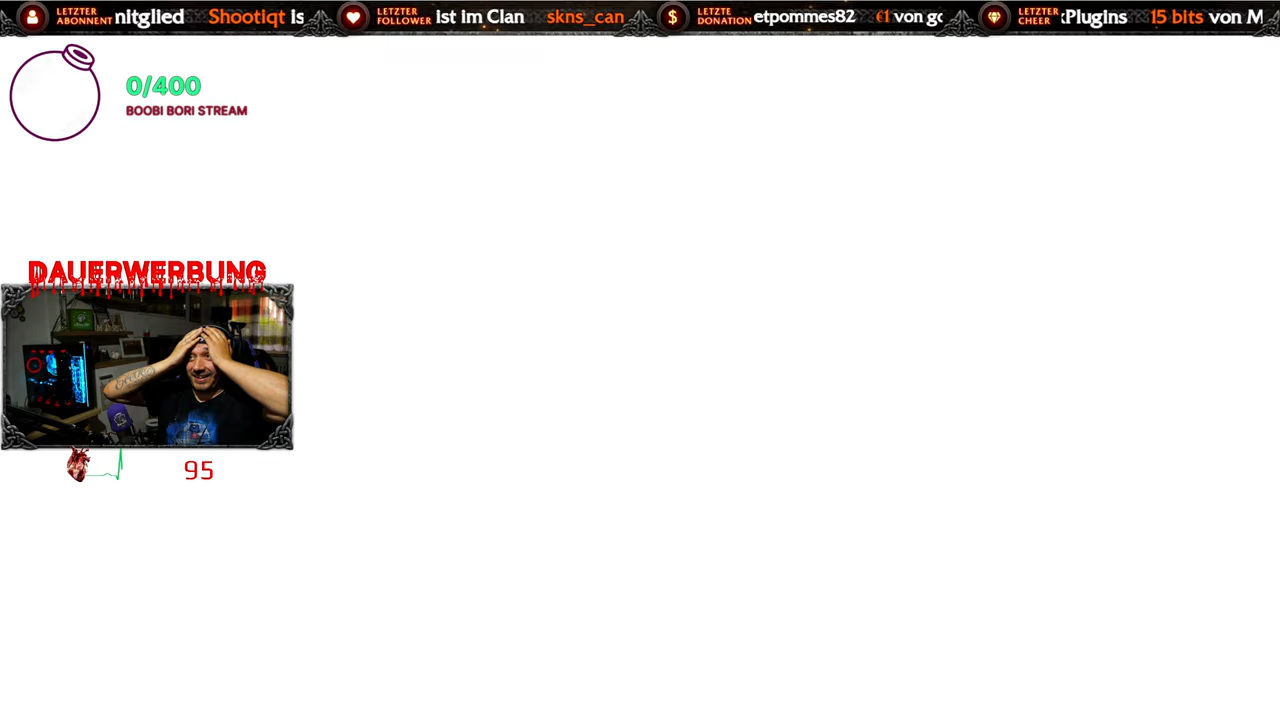 LETZTER ABONNENT nitglied Shootiqt is
LETZTER FOLLOWER ist im Clan skns_can
LETZTE DONATION etpommes82 €1 von gc
LETZTER CHEER xPlugins 15 bits von M
0/400
BOOBI BORI STREAM
DAUERWERBUNG
95